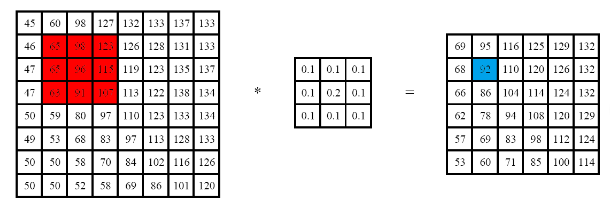 45 60 98 127 132 133 137 133
46 65 98 123 126 128 131 133
47 65 96 115 119 123 135 137
47 63 91 107 113 122 138 134
50 59 80 97 110 123 133 134
49 53 68 83 97 113 128 133
50 50 58 70 84 102 116 126
50 50 52 58 69 86 101 120
*
0.1 0.1 0.1
0.1 0.2 0.1
0.1 0.1 0.1
=
69 95 116 125 129 132
68 92 110 120 126 132
66 86 104 114 124 132
62 78 94 108 120 129
57 69 83 98 112 124
53 60 71 85 100 114